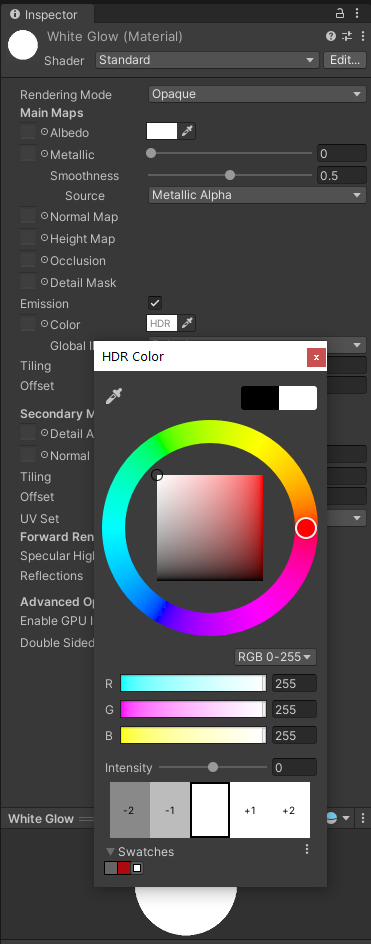 Inspector
White Glow (Material)
Shader Standard Edit...
Rendering Mode Opaque
Main Maps
Albedo
Metallic 0
Smoothness 0.5
Source Metallic Alpha
Normal Map
Height Map
Occlusion
Detail Mask
Emission
Color HDR
Global I
Tiling
Offset
Secondary M
Detail A
Normal
Tiling
Offset
UV Set
Forward Ren
Specular Hig
Reflections
Advanced Op
Enable GPU I
Double Sided
HDR Color
x
RGB 0-255
R 255
G 255
B 255
Intensity 0
-2 -1 +1 +2
Swatches
White Glow